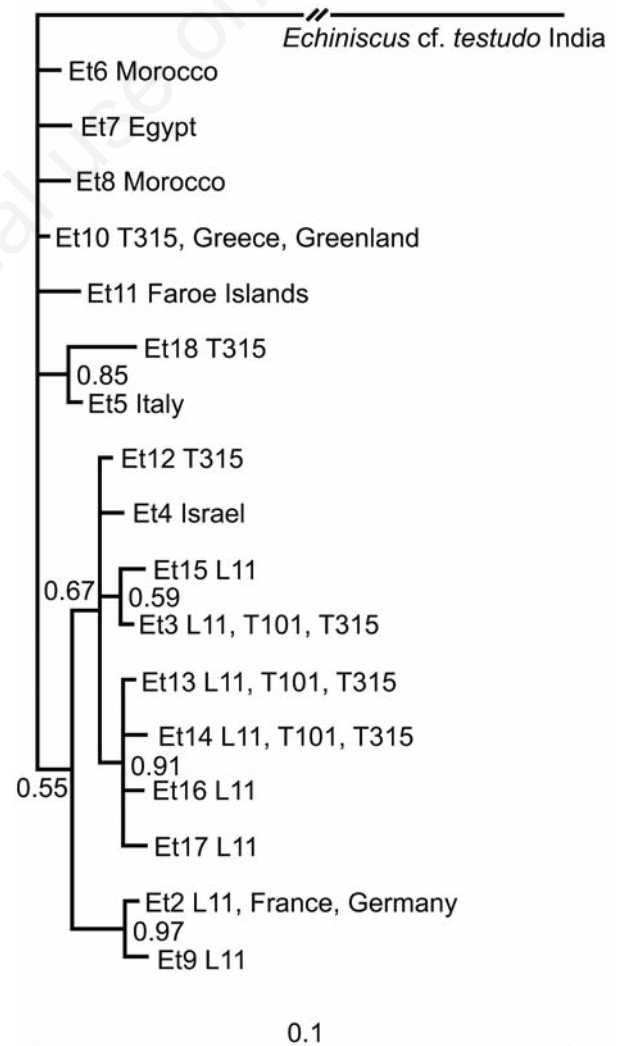 Echiniscus cf. testudo India
Et6 Morocco
Et7 Egypt
Et8 Morocco
Et10 T315, Greece, Greenland
Et11 Faroe Islands
Et18 T315
0.85
Et5 Italy
Et12 T315
Et4 Israel
Et15 L11
0.67
0.59
Et3 L11, T101, T315
Et13 L11, T101, T315
Et14 L11, T101, T315
0.91
0.55
Et16 L11
Et17 L11
Et2 L11, France, Germany
0.97
Et9 L11
0.1